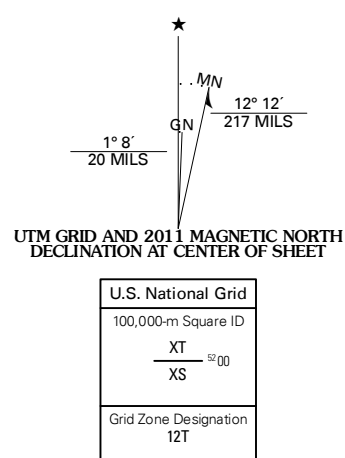 ★
MN
GN
12° 12´
217 MILS
1° 8´
20 MILS
UTM GRID AND 2011 MAGNETIC NORTH
DECLINATION AT CENTER OF SHEET
U.S. National Grid
100,000-m Square ID
XT
5200
XS
Grid Zone Designation
12T